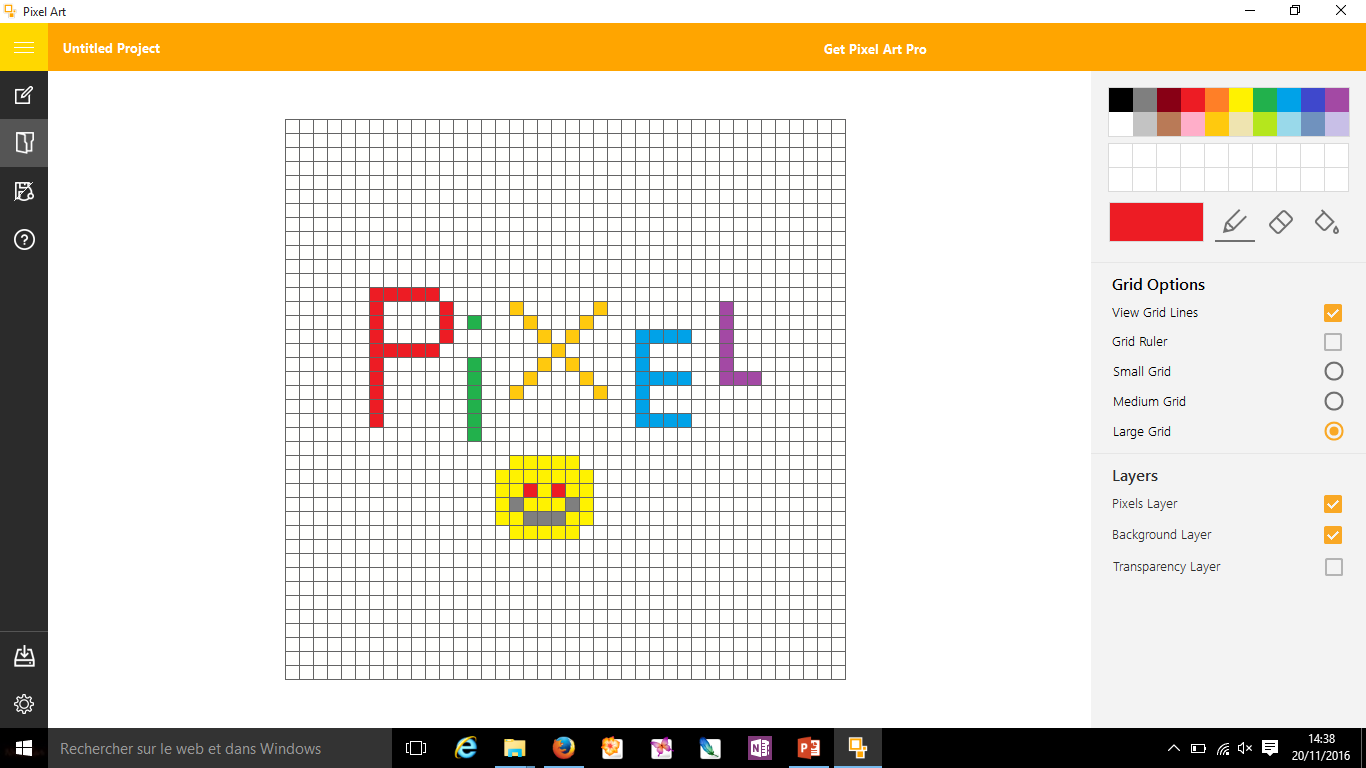 Pixel Art
Untitled Project
Get Pixel Art Pro
PiXEL
Grid Options
View Grid Lines
Grid Ruler
Small Grid
Medium Grid
Large Grid
Layers
Pixels Layer
Background Layer
Transparency Layer
Rechercher sur le web et dans Windows
14:38
20/11/2016